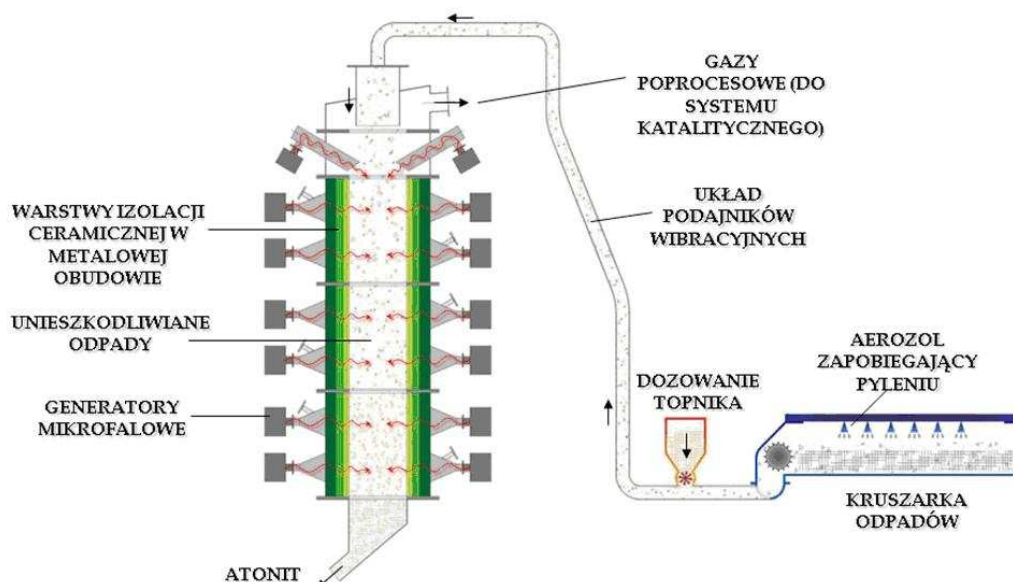 GAZY
POPROCESOWE (DO
SYSTEMU
KATALITYCZNEGO)
WARSTWY IZOLACJI
CERAMICZNEJ W
METALOWEJ
OBUDOWIE
UKŁAD
PODAJNIKÓW
WIBRACYJNYCH
UNIESZKODLIWIANE
ODPADY
AEROZOL
ZAPOBIEGAJĄCY
PYLENIU
DOZOWANIE
TOPNIKA
GENERATORY
MIKROFALOWE
KRUSZARKA
ODPADÓW
ATONIT